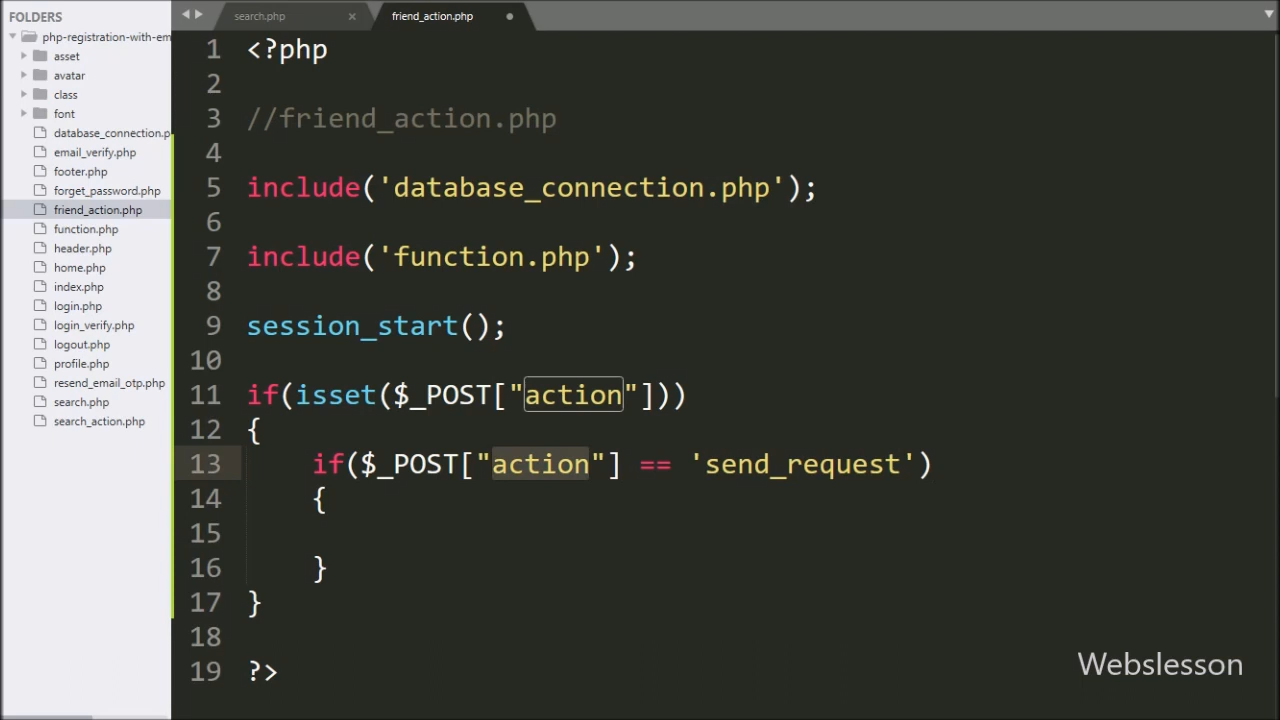 FOLDERS
php-registration-with-em
asset
avatar
class
font
database_connection.p
email_verify.php
footer.php
forget_password.php
friend_action.php
function.php
header.php
home.php
index.php
login.php
login_verify.php
logout.php
profile.php
resend_email_otp.php
search.php
search_action.php
search.php
friend_action.php
1 <?php
2
3 //friend_action.php
4
5 include('database_connection.php');
6
7 include('function.php');
8
9 session_start();
10
11 if(isset($_POST["action"]))
12 {
13 if($_POST["action"] == 'send_request')
14 {
15
16 }
17 }
18
19 ?>
Webslesson